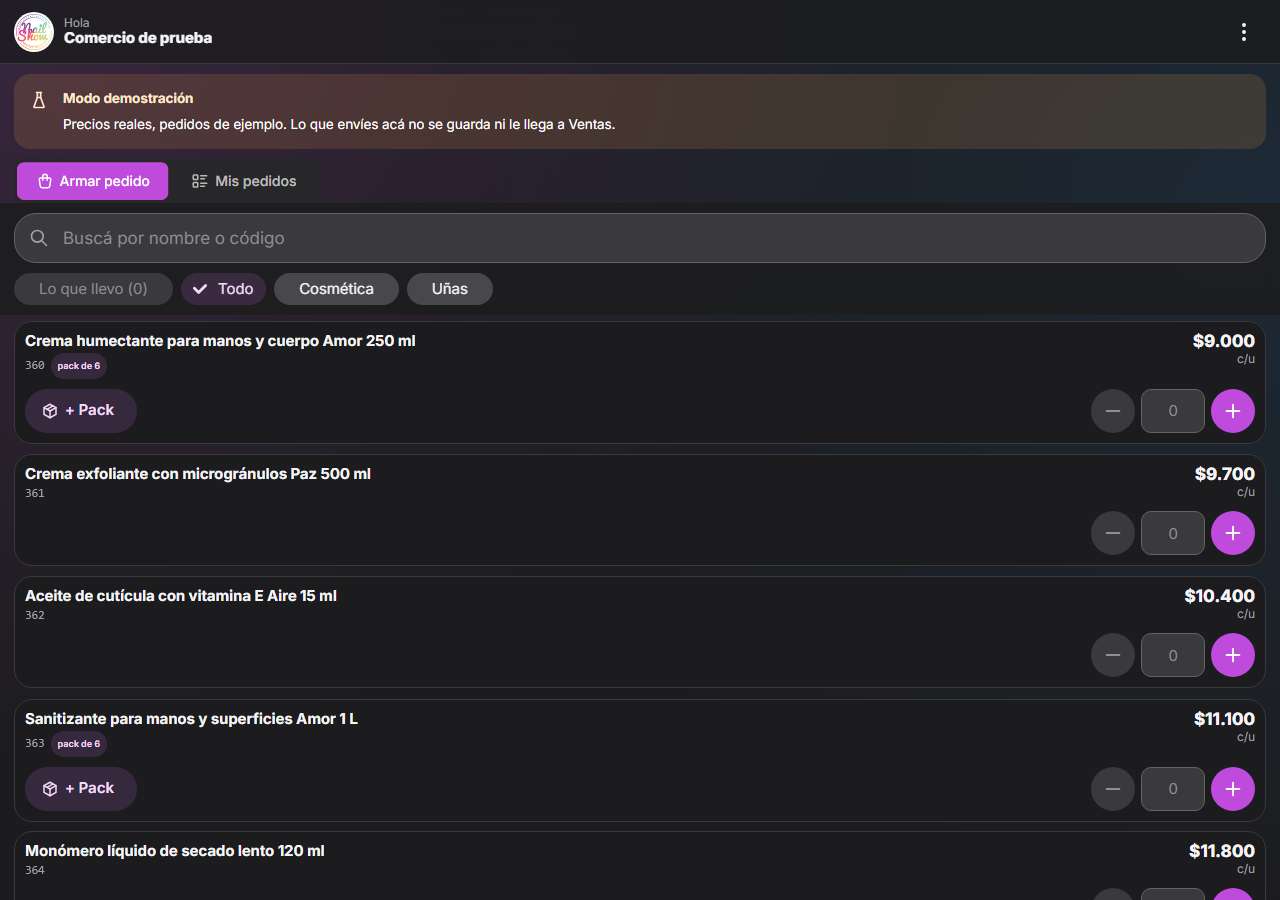 Nail
Show
Hola
Comercio de prueba
Modo demostración
Precios reales, pedidos de ejemplo. Lo que envíes acá no se guarda ni le llega a Ventas.
Armar pedido
Mis pedidos
Buscá por nombre o código
Lo que llevo (0)
Todo
Cosmética
Uñas
Crema humectante para manos y cuerpo Amor 250 ml
$9.000
360
pack de 6
c/u
+ Pack
0
Crema exfoliante con microgránulos Paz 500 ml
$9.700
361
c/u
0
Aceite de cutícula con vitamina E Aire 15 ml
$10.400
362
c/u
0
Sanitizante para manos y superficies Amor 1 L
$11.100
363
pack de 6
c/u
+ Pack
0
Monómero líquido de secado lento 120 ml
$11.800
364
c/u